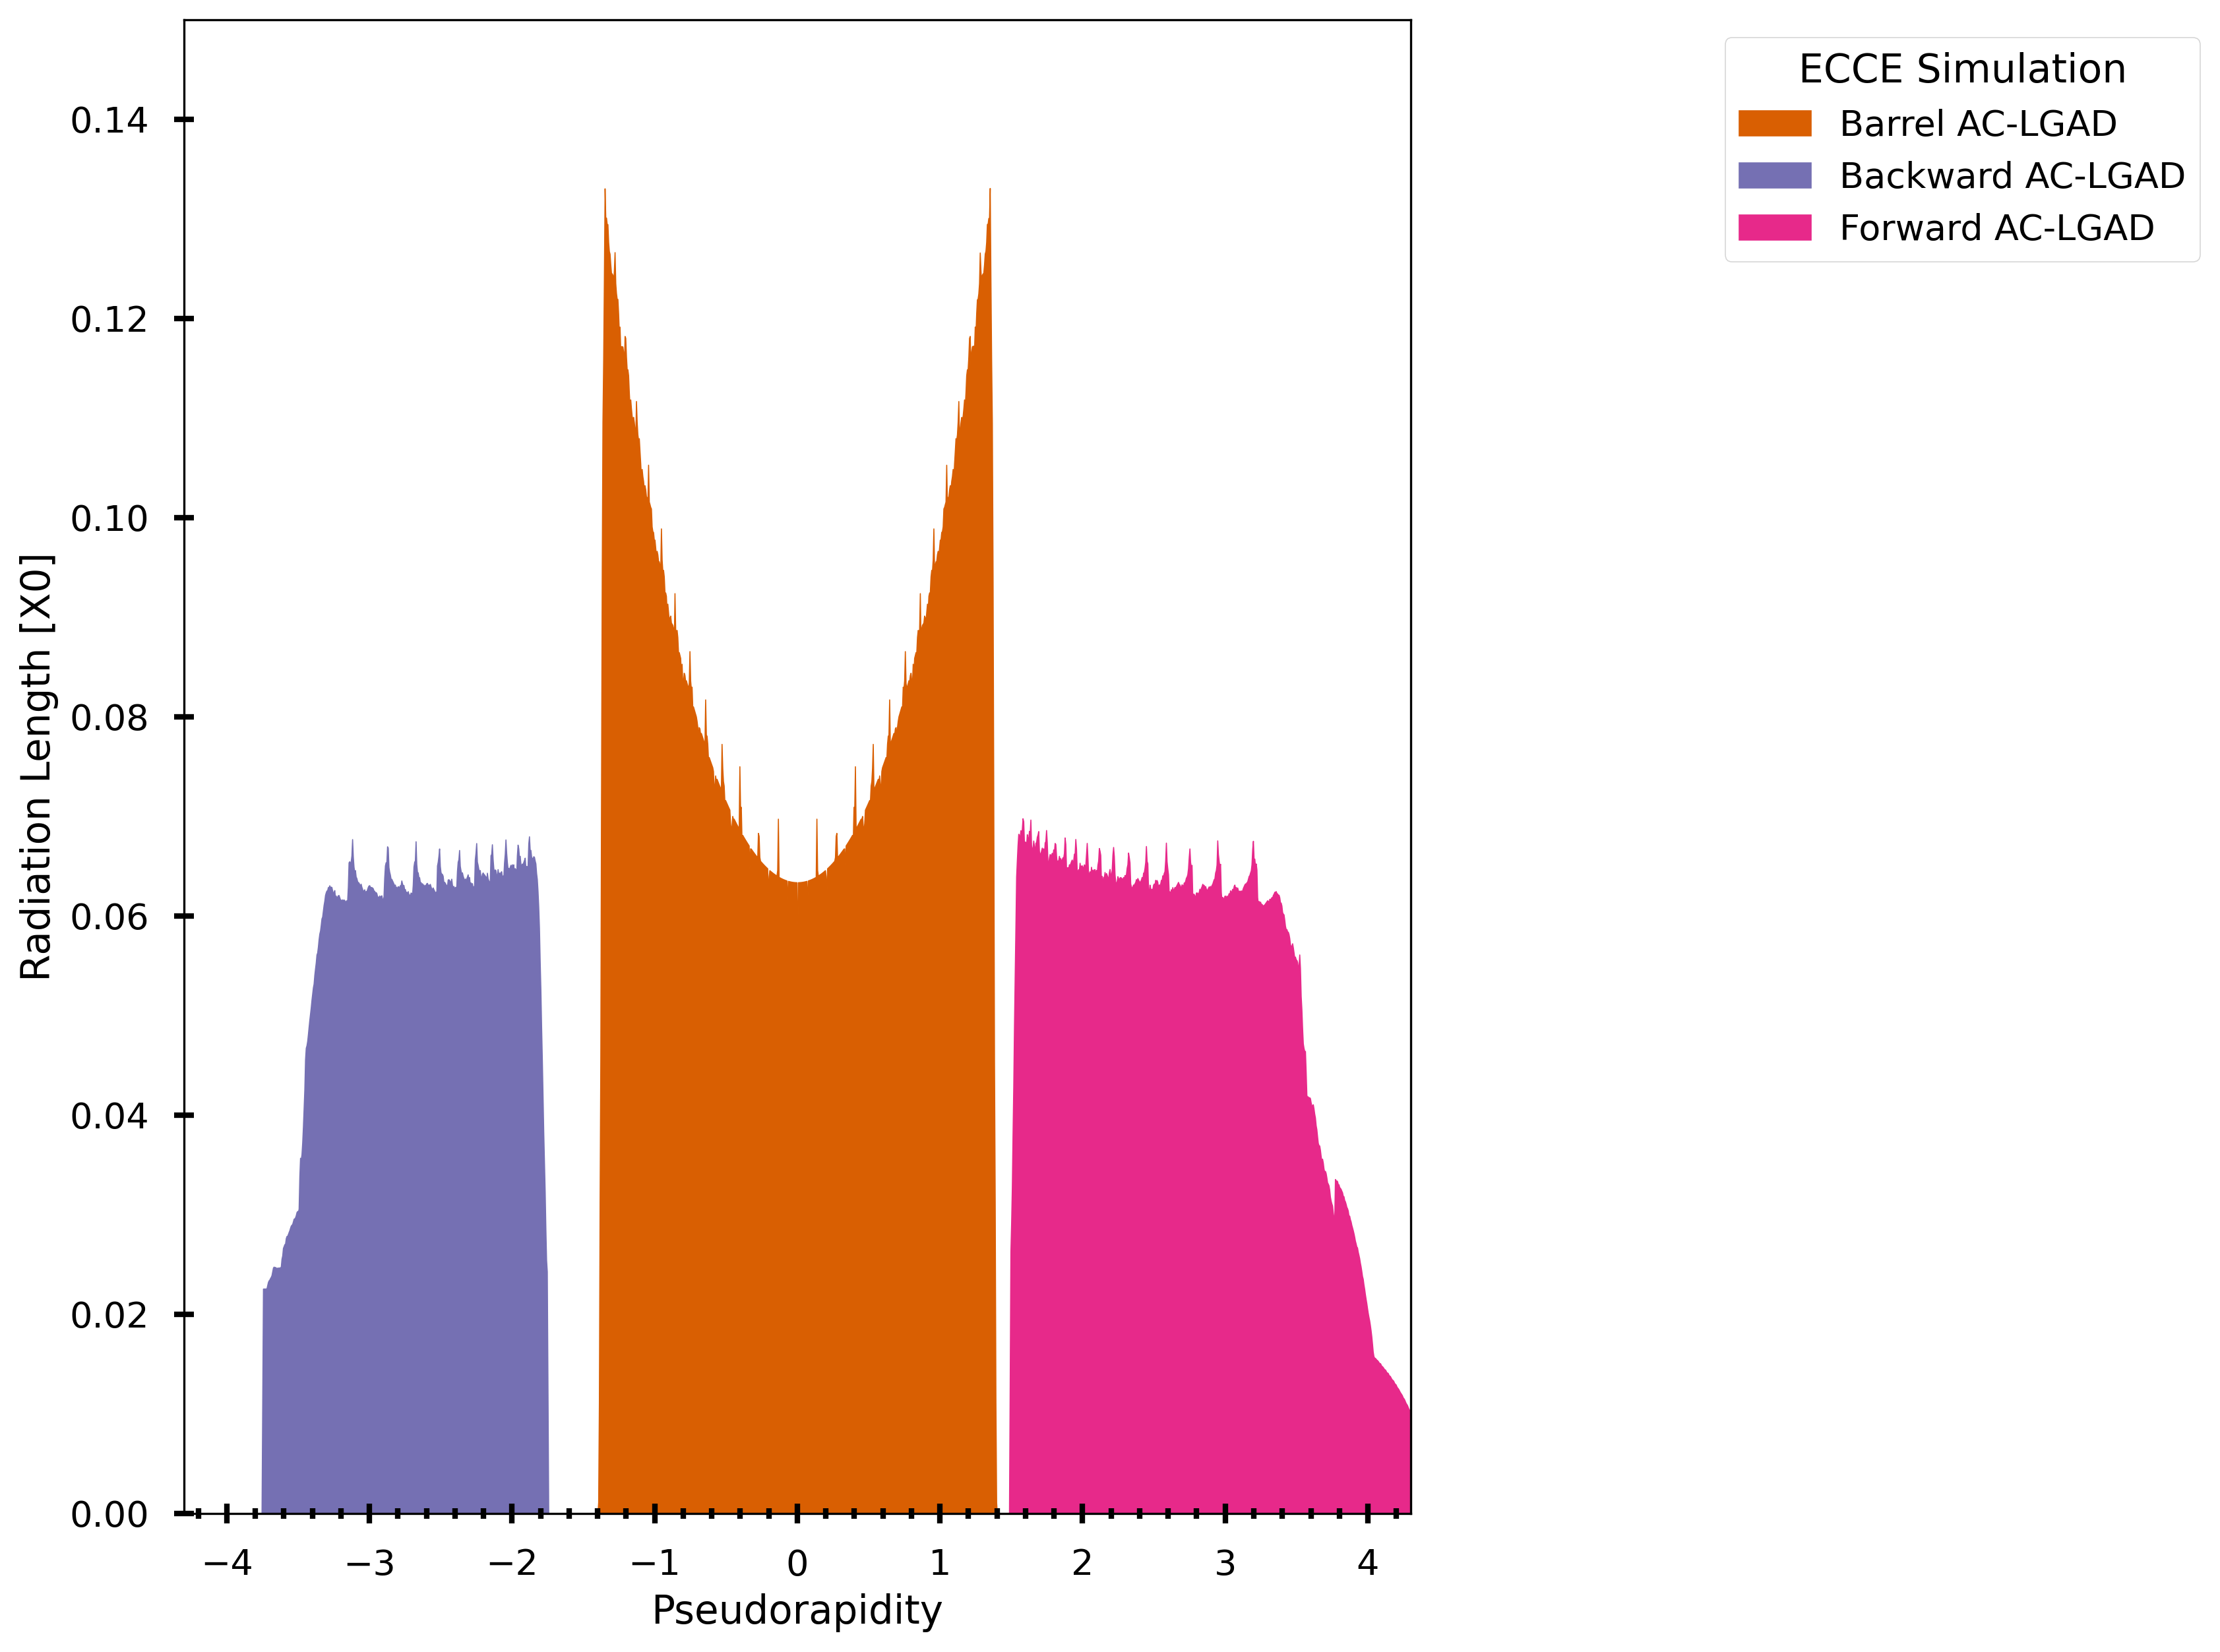 ECCE Simulation
Barrel AC-LGAD
Backward AC-LGAD
Forward AC-LGAD
Radiation Length [X0]
0.14
0.12
0.10
0.08
0.06
0.04
0.02
0.00
−4 −3 −2 −1 0 1 2 3 4
Pseudorapidity